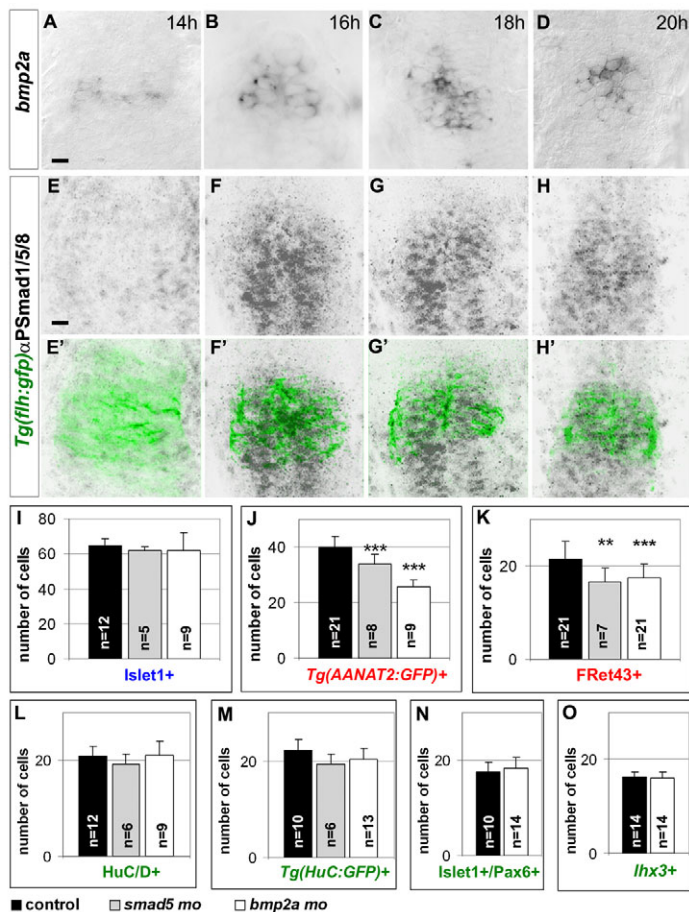 A 14h
B 16h
C 18h
D 20h
bmp2a
E
F
G
H
E'
F'
G'
H'
Tg(flh:gfp)αPSmad1/5/8
I
number of cells
80
60
40
20
0
n=12
n=5
n=9
Islet1+
J
number of cells
40
20
0
***
***
n=21
n=8
n=9
Tg(AANAT2:GFP)+
K
number of cells
20
0
**
***
n=21
n=7
n=21
FRet43+
L
number of cells
20
0
n=12
n=6
n=9
HuC/D+
M
number of cells
20
0
n=10
n=6
n=13
Tg(HuC:GFP)+
N
number of cells
20
0
n=10
n=14
Islet1+/Pax6+
O
number of cells
20
0
n=14
n=14
lhx3+
control smad5 mo bmp2a mo